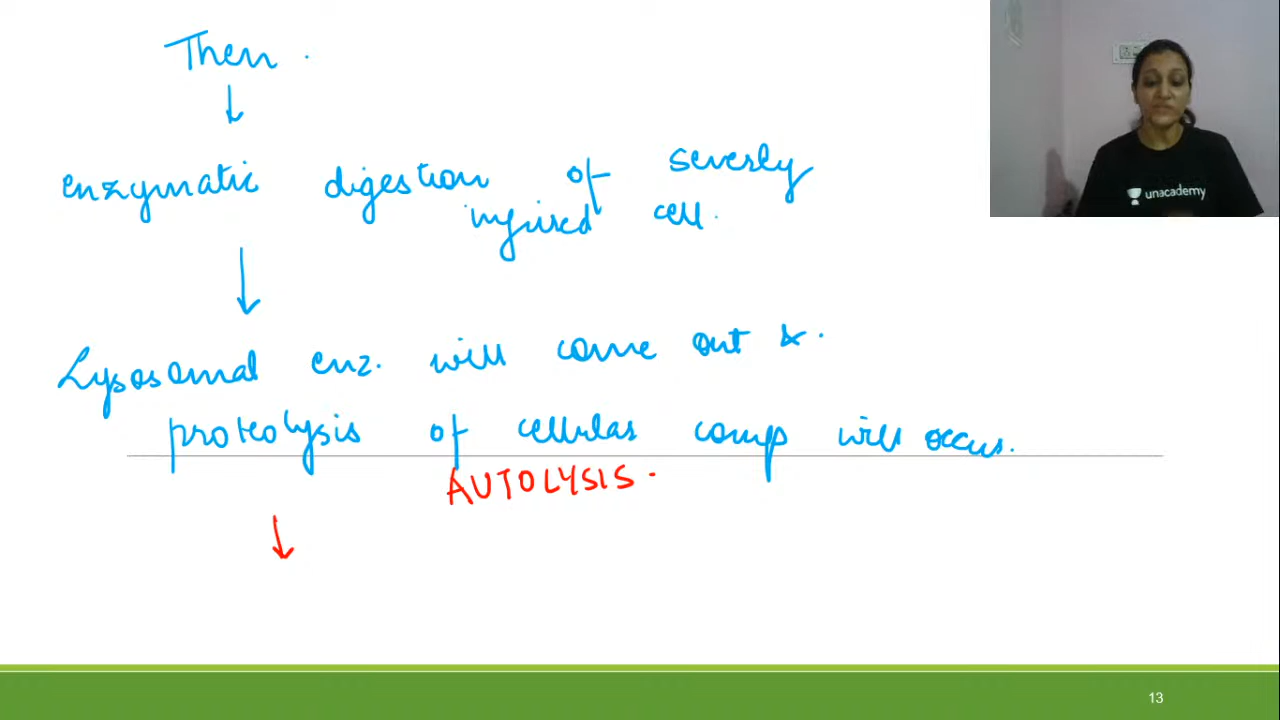 Then .
↓
enzymatic digestion of severly
injured cell.
↓
Lysosomal enz. will come out &.
proteolysis of cellular comp will occur.
AUTOLYSIS.
↓
unacademy
13